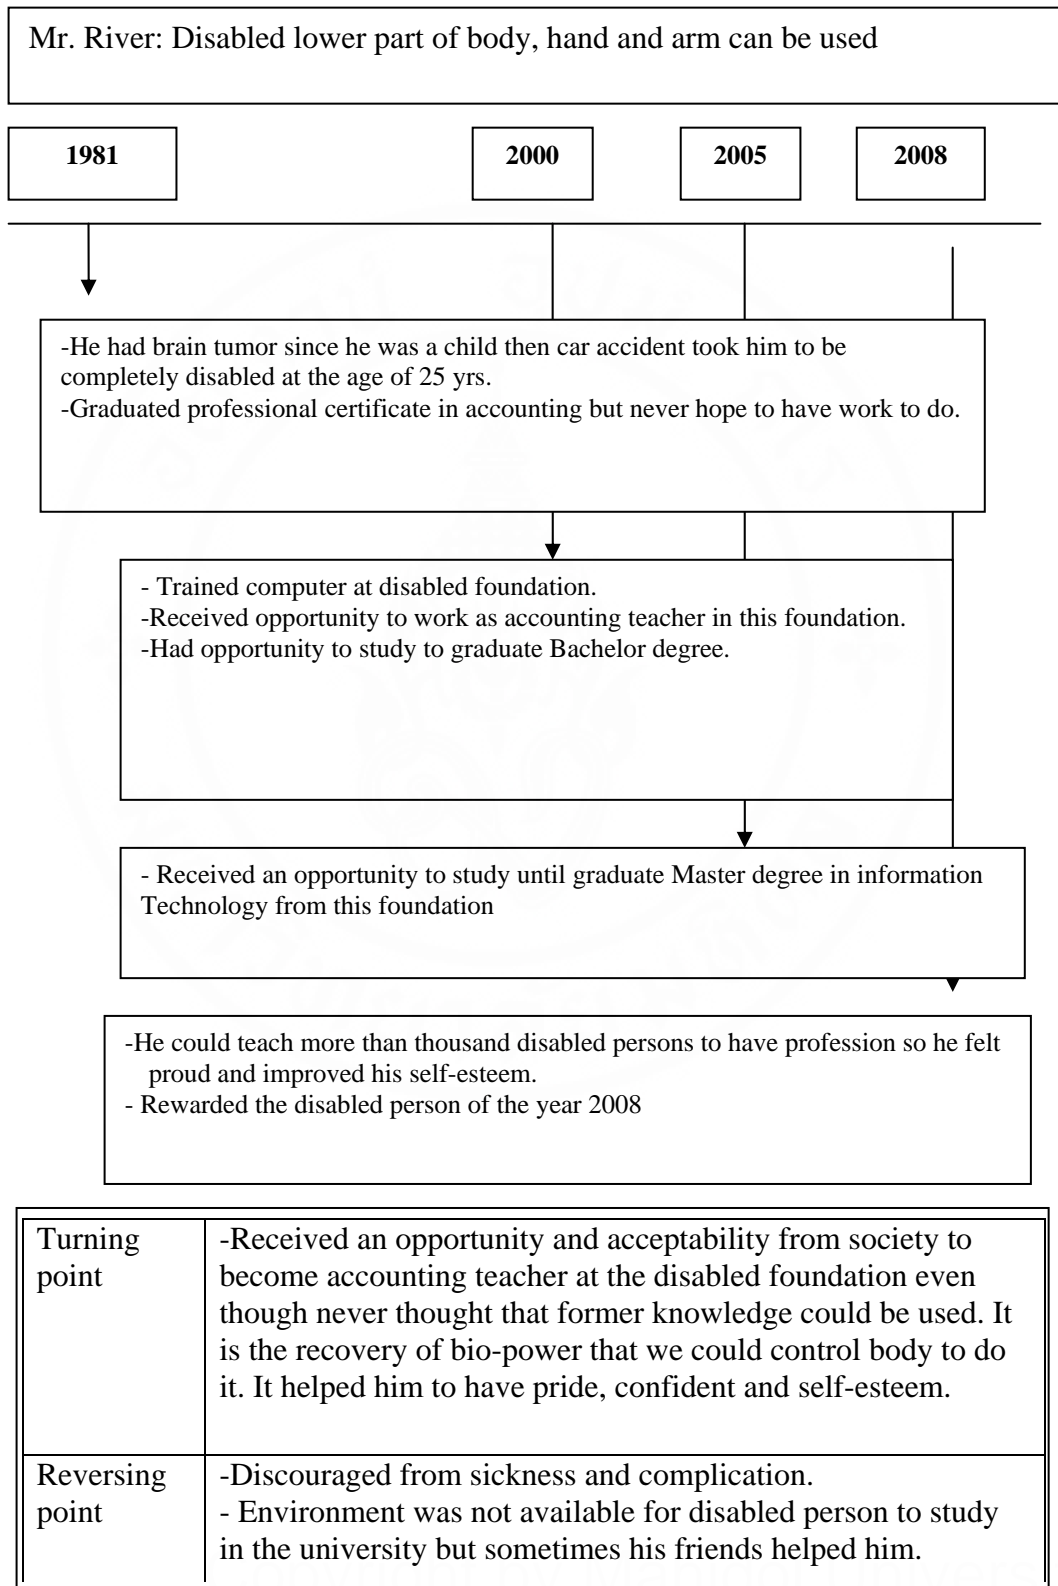 Mr. River: Disabled lower part of body, hand and arm can be used
1981
2000
2005
2008
-He had brain tumor since he was a child then car accident took him to be
completely disabled at the age of 25 yrs.
-Graduated professional certificate in accounting but never hope to have work to do.
- Trained computer at disabled foundation.
-Received opportunity to work as accounting teacher in this foundation.
-Had opportunity to study to graduate Bachelor degree.
- Received an opportunity to study until graduate Master degree in information
Technology from this foundation
-He could teach more than thousand disabled persons to have profession so he felt
proud and improved his self-esteem.
- Rewarded the disabled person of the year 2008
Turning
point
-Received an opportunity and acceptability from society to
become accounting teacher at the disabled foundation even
though never thought that former knowledge could be used. It
is the recovery of bio-power that we could control body to do
it. It helped him to have pride, confident and self-esteem.
Reversing
point
-Discouraged from sickness and complication.
- Environment was not available for disabled person to study
in the university but sometimes his friends helped him.